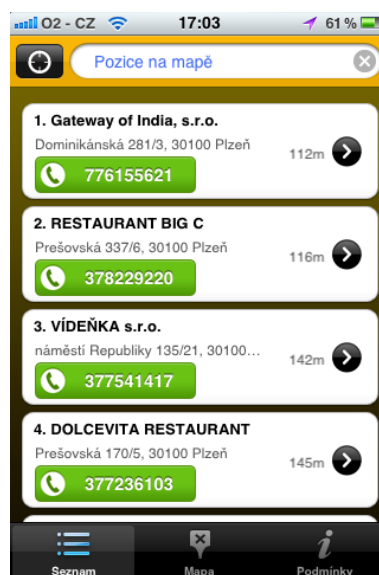 O2 - CZ 17:03 61 %
Pozice na mapě
1. Gateway of India, s.r.o.
Dominikánská 281/3, 30100 Plzeň
112m
776155621
2. RESTAURANT BIG C
Prešovská 337/6, 30100 Plzeň
116m
378229220
3. VÍDEŇKA s.r.o.
náměstí Republiky 135/21, 30100...
142m
377541417
4. DOLCEVITA RESTAURANT
Prešovská 170/5, 30100 Plzeň
145m
377236103
Seznam Mapa Podmínky